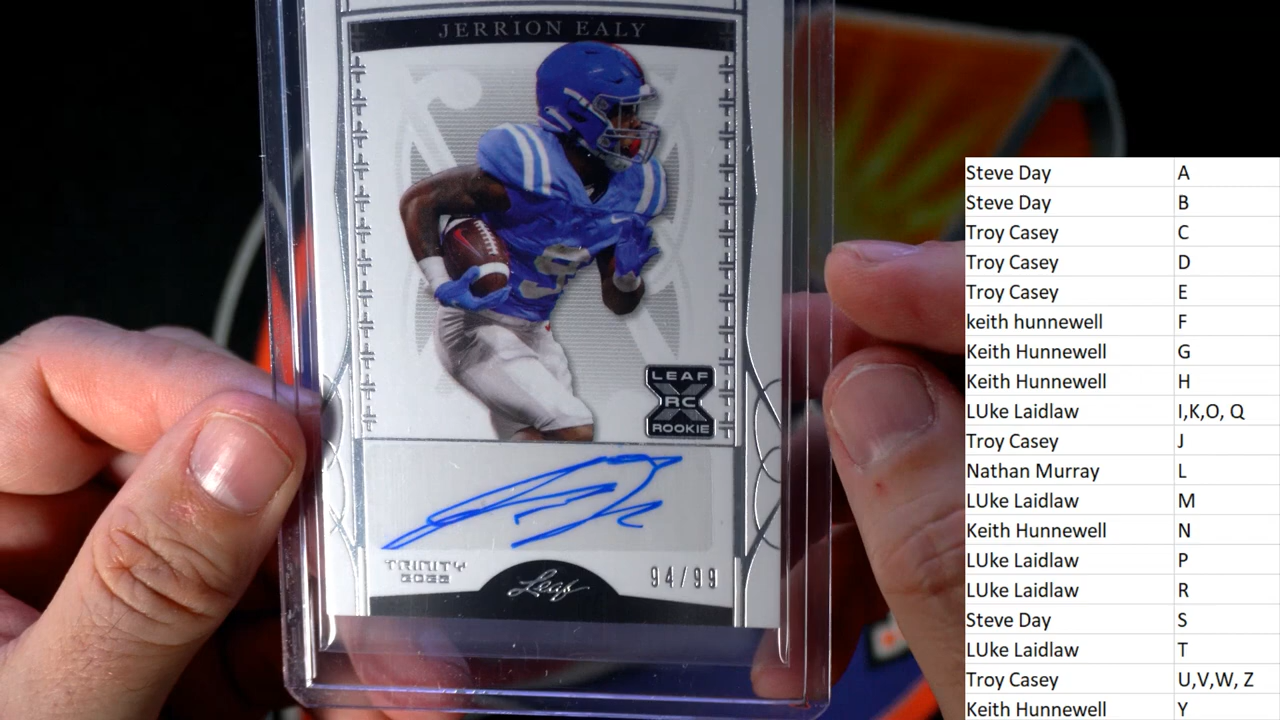 JERRION EALY
9
LEAF
RC
ROOKIE
TRINITY
94/99
Leaf
Steve Day A
Steve Day B
Troy Casey C
Troy Casey D
Troy Casey E
keith hunnewell F
Keith Hunnewell G
Keith Hunnewell H
LUke Laidlaw I,K,O, Q
Troy Casey J
Nathan Murray L
LUke Laidlaw M
Keith Hunnewell N
LUke Laidlaw P
LUke Laidlaw R
Steve Day S
LUke Laidlaw T
Troy Casey U,V,W, Z
Keith Hunnewell Y